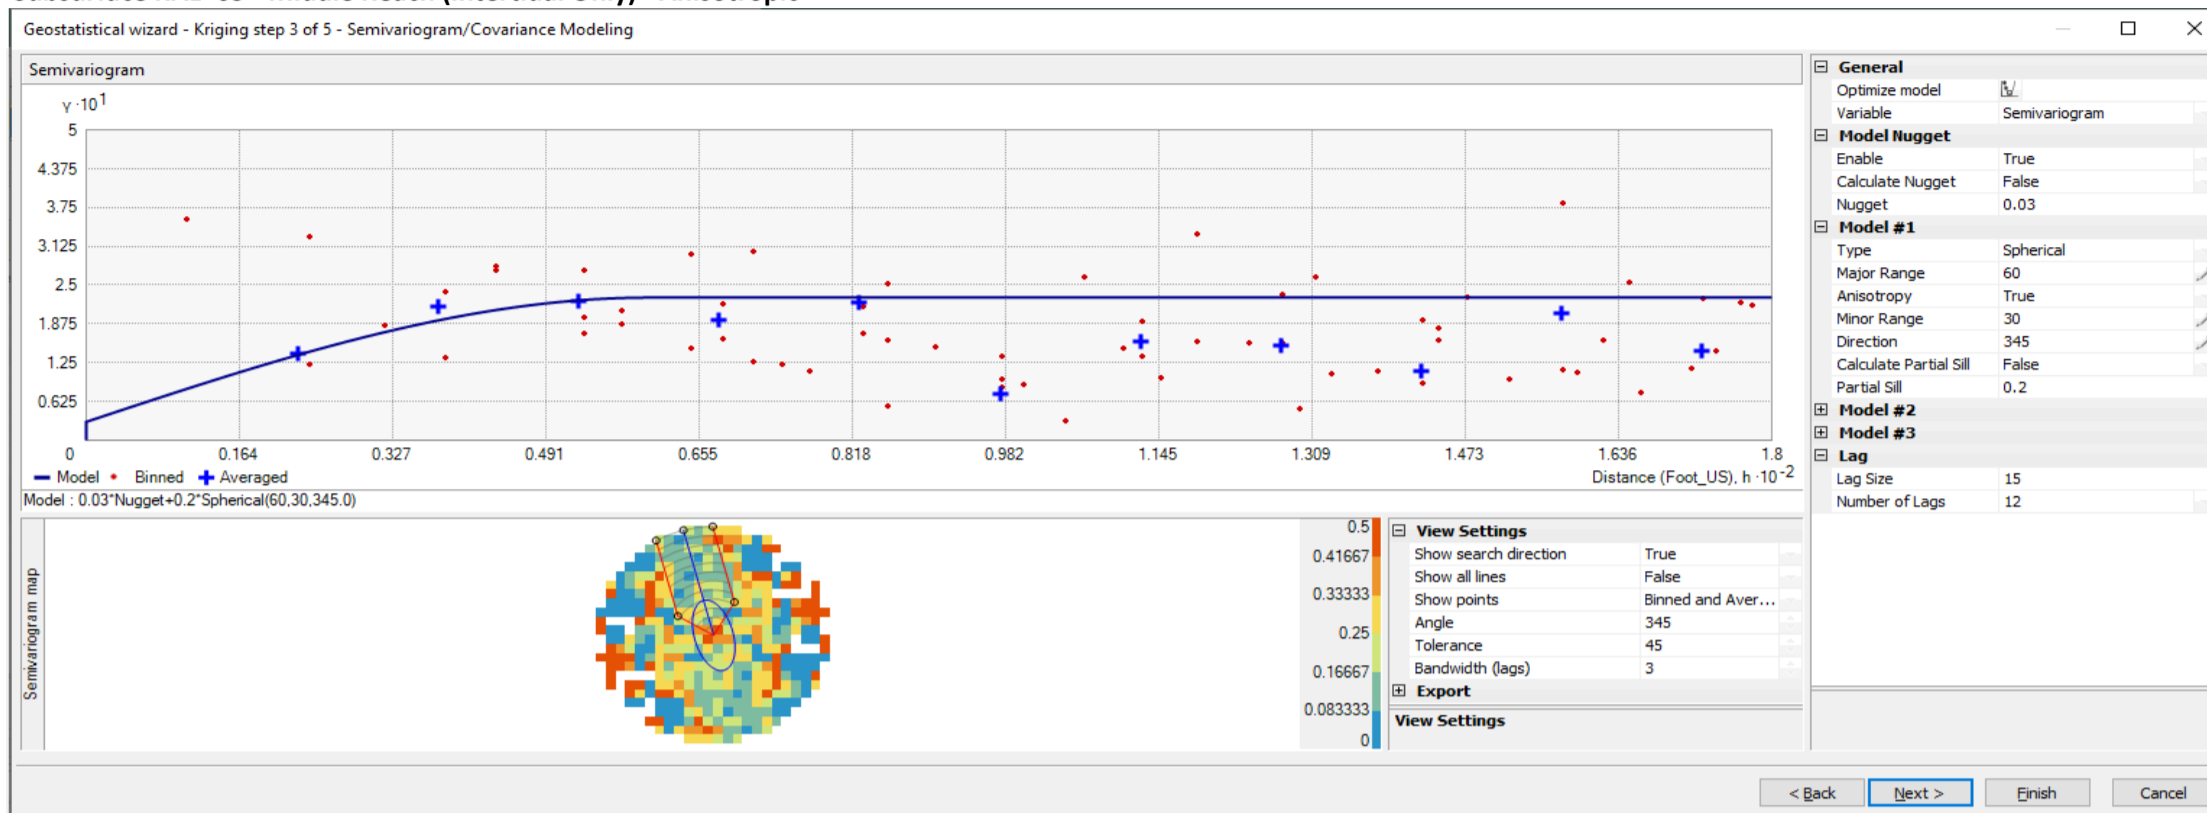 Geostatistical wizard - Kriging step 3 of 5 - Semivariogram/Covariance Modeling
Semivariogram
γ ·10 1
5
4.375
3.75
3.125
2.5
1.875
1.25
0.625
0 0.164 0.327 0.491 0.655 0.818 0.982 1.145 1.309 1.473 1.636 1.8
Model Binned Averaged
Distance (Foot_US), h ·10 -2
Model : 0.03*Nugget+0.2*Spherical(60,30,345.0)
Semivariogram map
0.5
0.41667
0.33333
0.25
0.16667
0.083333
0
View Settings
Show search direction True
Show all lines False
Show points Binned and Aver...
Angle 345
Tolerance 45
Bandwidth (lags) 3
Export
View Settings
General
Optimize model
Variable Semivariogram
Model Nugget
Enable True
Calculate Nugget False
Nugget 0.03
Model #1
Type Spherical
Major Range 60
Anisotropy True
Minor Range 30
Direction 345
Calculate Partial Sill False
Partial Sill 0.2
Model #2
Model #3
Lag
Lag Size 15
Number of Lags 12
< Back Next > Finish Cancel